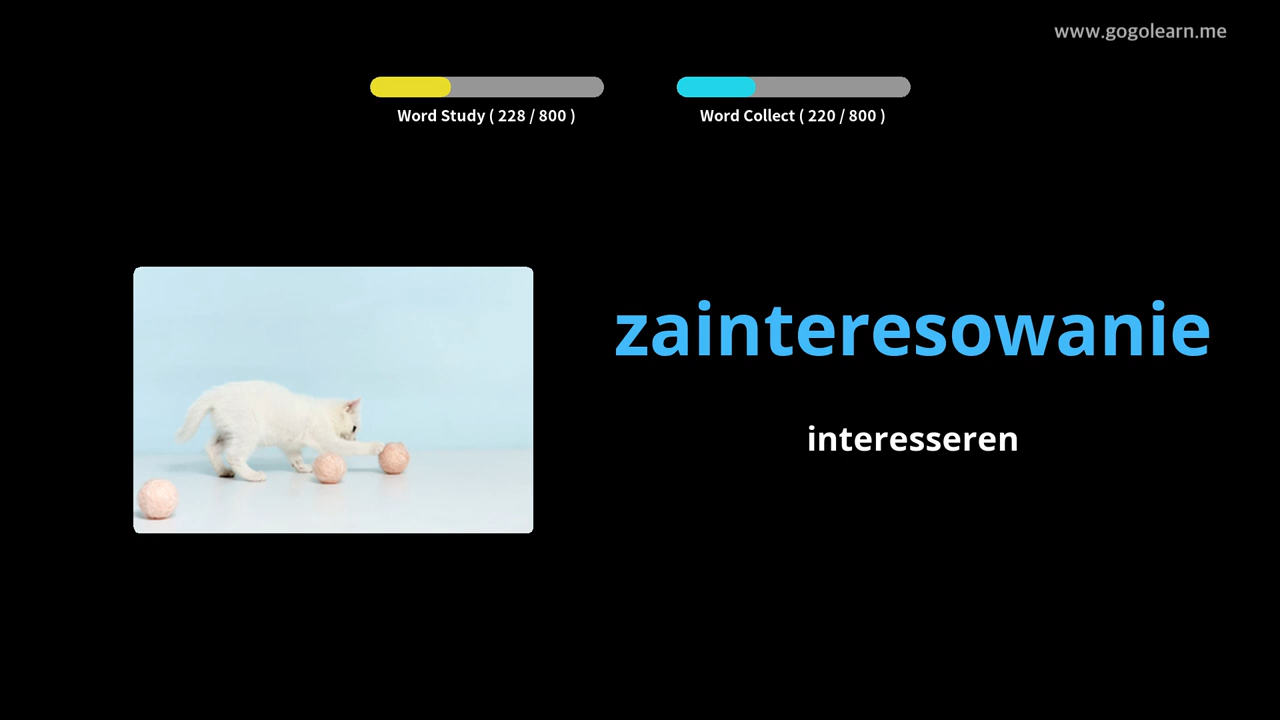 www.gogolearn.me
Word Study ( 228 / 800 )
Word Collect ( 220 / 800 )
zainteresowanie
interesseren